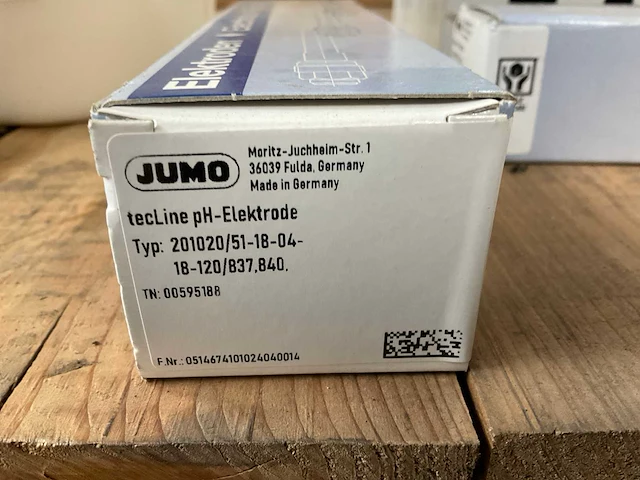 Elektroden
JUMO
Moritz-Juchheim-Str. 1
36039 Fulda, Germany
Made in Germany
tecLine pH-Elektrode
Typ: 201020/51-18-04-
18-120/837,840.
TN: 00595188
F.Nr.: 0514674101024040014